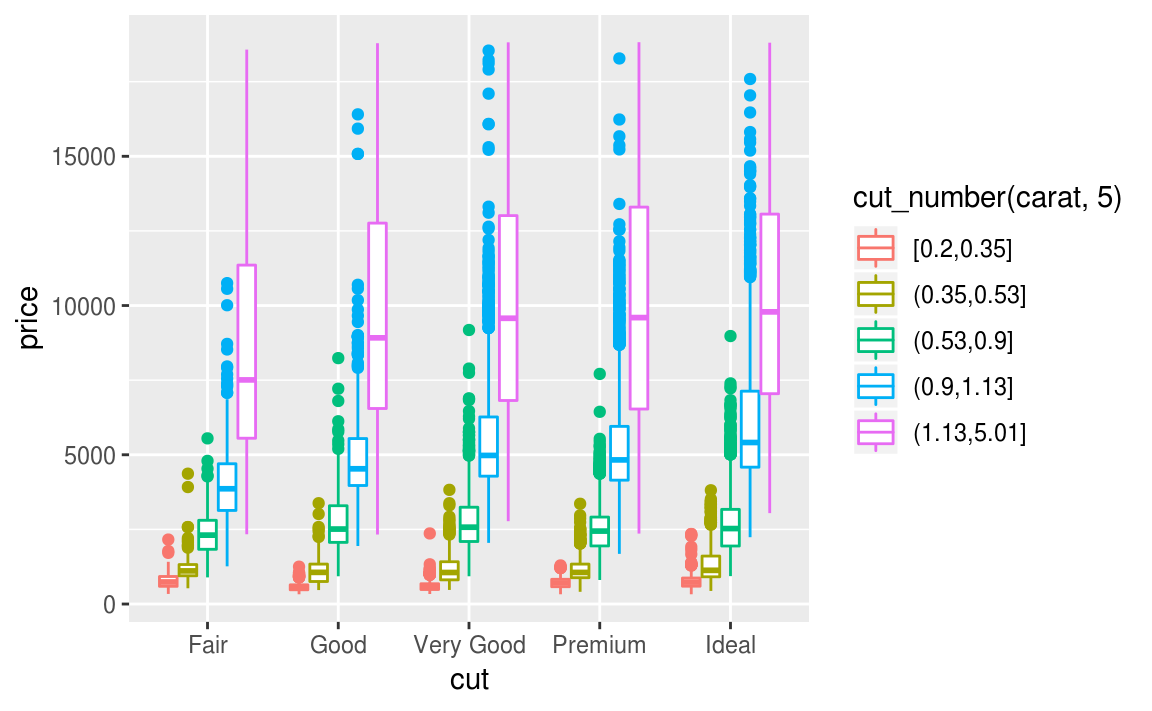 price
15000
10000
5000
0
Fair Good Very Good Premium Ideal
cut
cut_number(carat, 5)
[0.2,0.35]
(0.35,0.53]
(0.53,0.9]
(0.9,1.13]
(1.13,5.01]